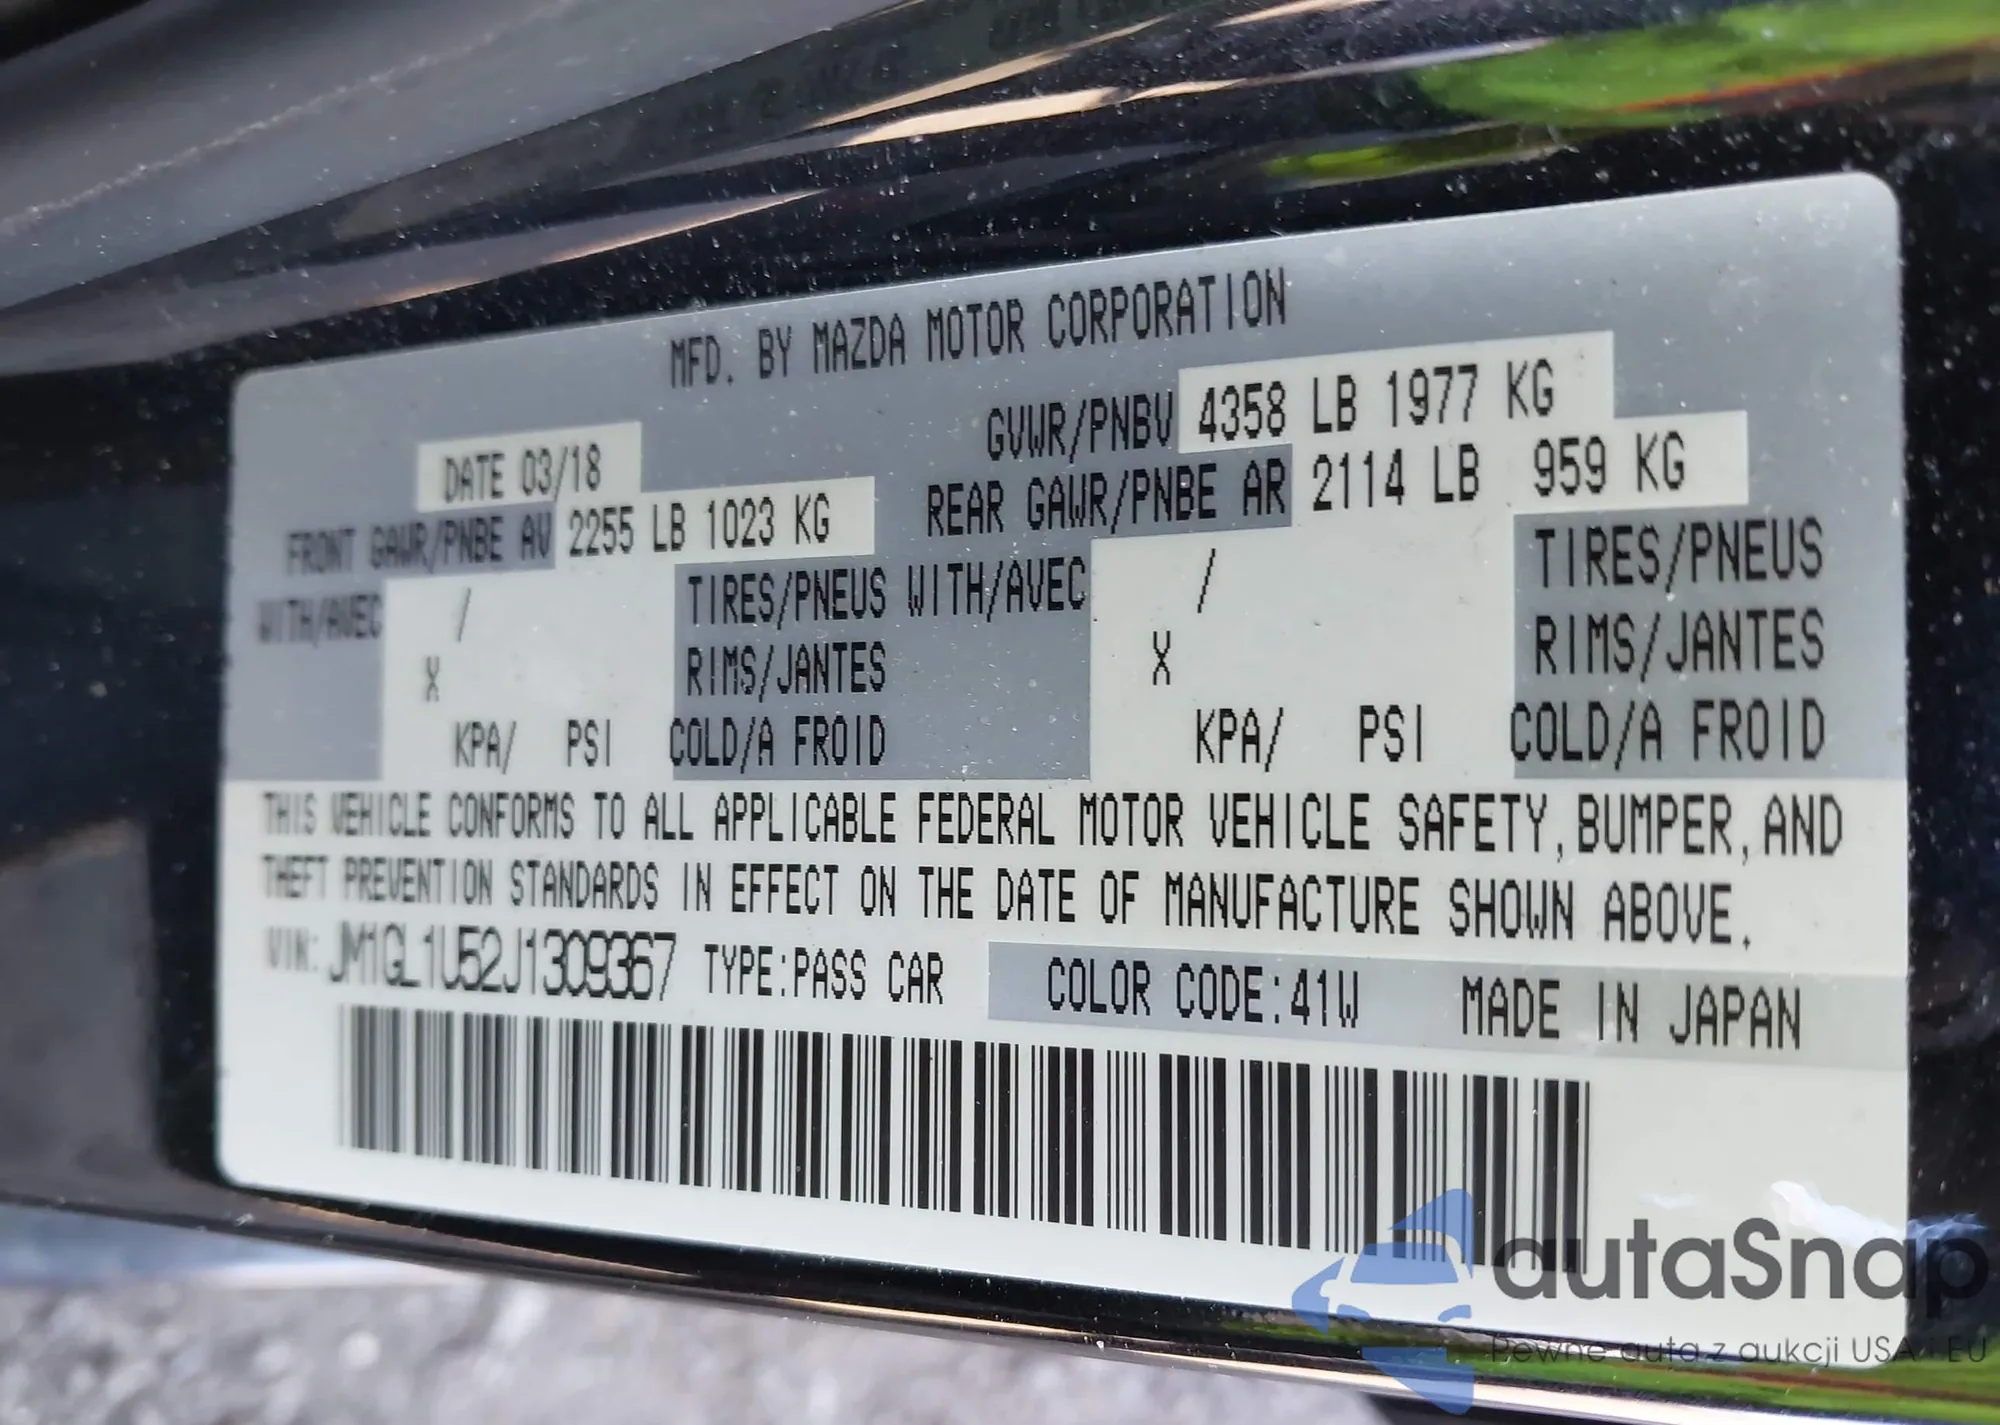 MFD. BY MAZDA MOTOR CORPORATION
DATE 03/18 GVWR/PNBV 4358 LB 1977 KG
FRONT GAWR/PNBE AV 2255 LB 1023 KG REAR GAWR/PNBE AR 2114 LB 959 KG
WITH/AVEC / TIRES/PNEUS WITH/AVEC / TIRES/PNEUS
X RIMS/JANTES X RIMS/JANTES
KPA/ PSI COLD/A FROID KPA/ PSI COLD/A FROID
THIS VEHICLE CONFORMS TO ALL APPLICABLE FEDERAL MOTOR VEHICLE SAFETY, BUMPER, AND
THEFT PREVENTION STANDARDS IN EFFECT ON THE DATE OF MANUFACTURE SHOWN ABOVE.
VIN: JM1GL1U52J1309367 TYPE:PASS CAR COLOR CODE:41W MADE IN JAPAN
autaSnap
Pewne auta z aukcji USA i EU